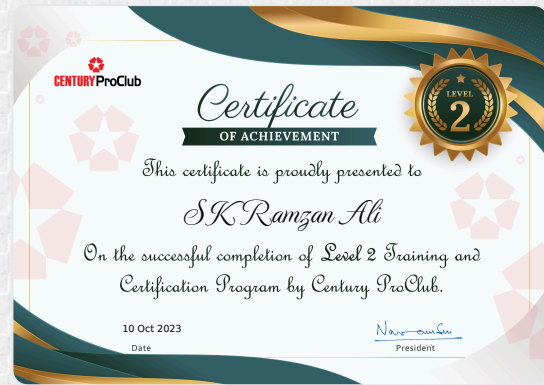 CENTURY ProClub
Certificate
OF ACHIEVEMENT
LEVEL
2
This certificate is proudly presented to
SK Ramzan Ali
On the successful completion of Level 2 Training and
Certification Program by Century ProClub.
10 Oct 2023
Date
President